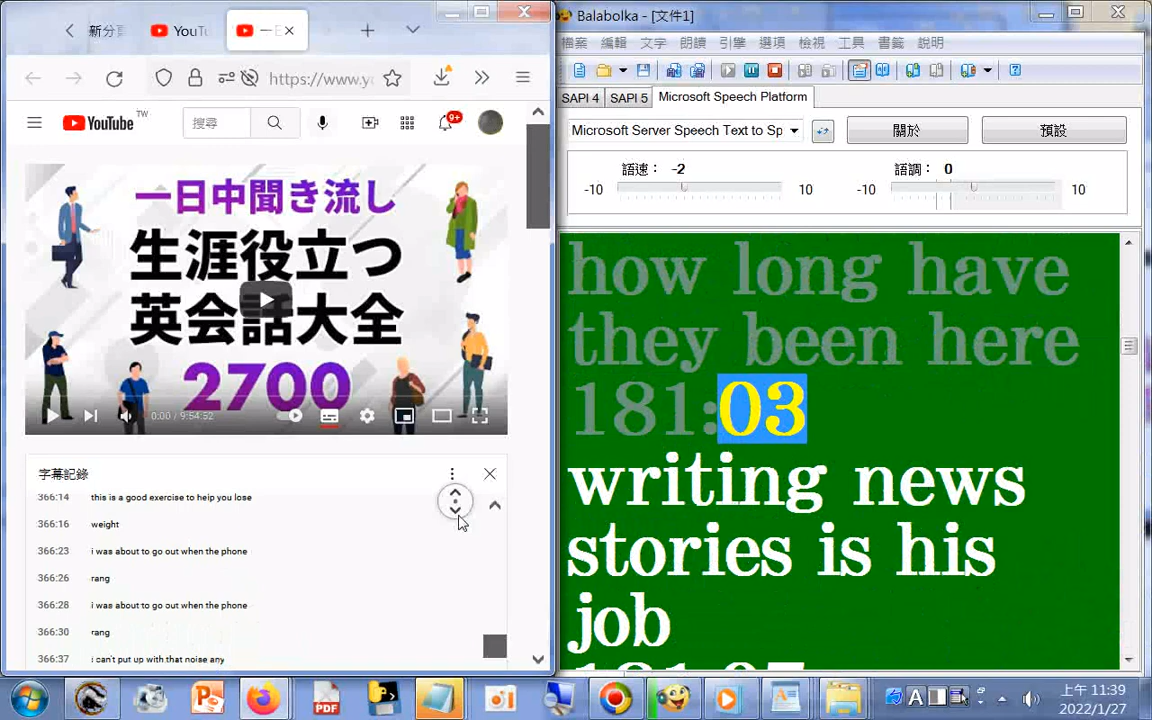 新分
YouTu
一E
https://www.yo
YouTube
TW
搜尋
9+
一日中聞き流し
生涯役立つ
英会話大全
2700
0:00 / 9:54:52
字幕記錄
366:14 this is a good exercise to help you lose
366:16 weight
366:23 i was about to go out when the phone
366:26 rang
366:28 i was about to go out when the phone
366:30 rang
366:37 i can't put up with that noise any
Balabolka - [文件1]
檔案 編輯 文字 朗讀 引擎 選項 檢視 工具 書籤 說明
SAPI 4 SAPI 5 Microsoft Speech Platform
Microsoft Server Speech Text to Sp
關於
預設
語速： -2
-10 10
語調： 0
-10 10
how long have
they been here
181:03
writing news
stories is his
job
181:07
PDF
A
上午 11:39
2022/1/27